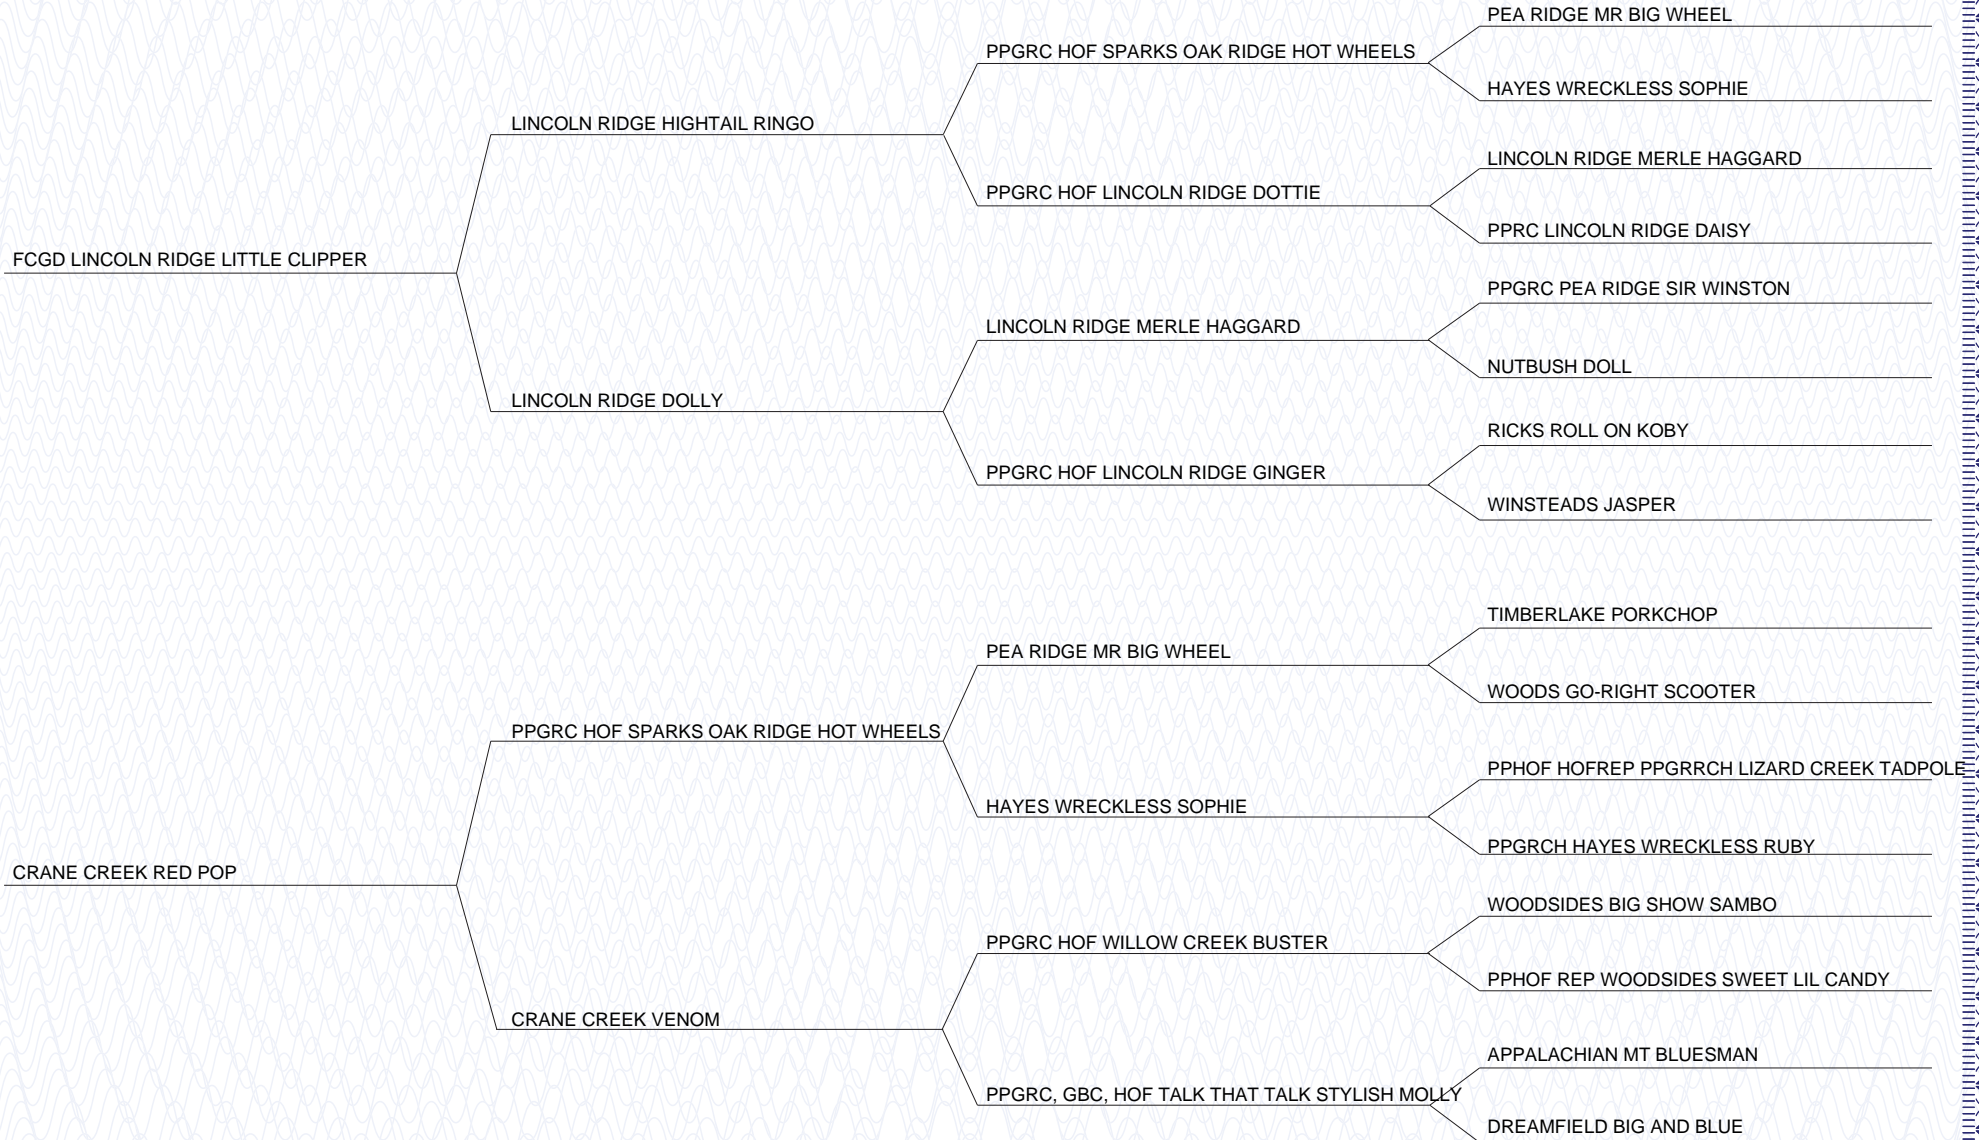 PEA RIDGE MR BIG WHEEL
PPGRC HOF SPARKS OAK RIDGE HOT WHEELS
HAYES WRECKLESS SOPHIE
LINCOLN RIDGE HIGHTAIL RINGO
LINCOLN RIDGE MERLE HAGGARD
PPGRC HOF LINCOLN RIDGE DOTTIE
PPRC LINCOLN RIDGE DAISY
FCGD LINCOLN RIDGE LITTLE CLIPPER
PPGRC PEA RIDGE SIR WINSTON
LINCOLN RIDGE MERLE HAGGARD
NUTBUSH DOLL
LINCOLN RIDGE DOLLY
RICKS ROLL ON KOBY
PPGRC HOF LINCOLN RIDGE GINGER
WINSTEADS JASPER
TIMBERLAKE PORKCHOP
PEA RIDGE MR BIG WHEEL
WOODS GO-RIGHT SCOOTER
PPGRC HOF SPARKS OAK RIDGE HOT WHEELS
PPHOF HOFREP PPGRRCH LIZARD CREEK TADPOLE
HAYES WRECKLESS SOPHIE
PPGRCH HAYES WRECKLESS RUBY
CRANE CREEK RED POP
WOODSIDES BIG SHOW SAMBO
PPGRC HOF WILLOW CREEK BUSTER
PPHOF REP WOODSIDES SWEET LIL CANDY
CRANE CREEK VENOM
APPALACHIAN MT BLUESMAN
PPGRC, GBC, HOF TALK THAT TALK STYLISH MOLLY
DREAMFIELD BIG AND BLUE